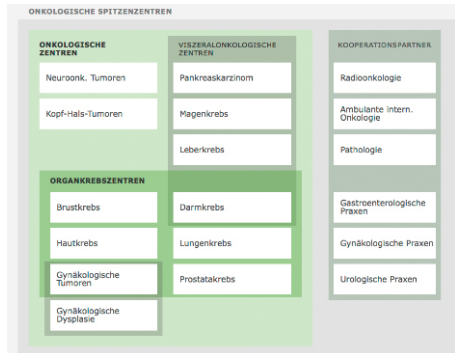 ONKOLOGISCHE SPITZENZENTREN
ONKOLOGISCHE
ZENTREN
Neuroonk. Tumoren
Kopf-Hals-Tumoren
VISZERALONKOLOGISCHE
ZENTREN
Pankreaskarzinom
Magenkrebs
Leberkrebs
ORGANKREBSZENTREN
Brustkrebs
Darmkrebs
Hautkrebs
Lungenkrebs
Gynäkologische
Tumoren
Prostatakrebs
Gynäkologische
Dysplasie
KOOPERATIONSPARTNER
Radioonkologie
Ambulante intern.
Onkologie
Pathologie
Gastroenterologische
Praxen
Gynäkologische Praxen
Urologische Praxen